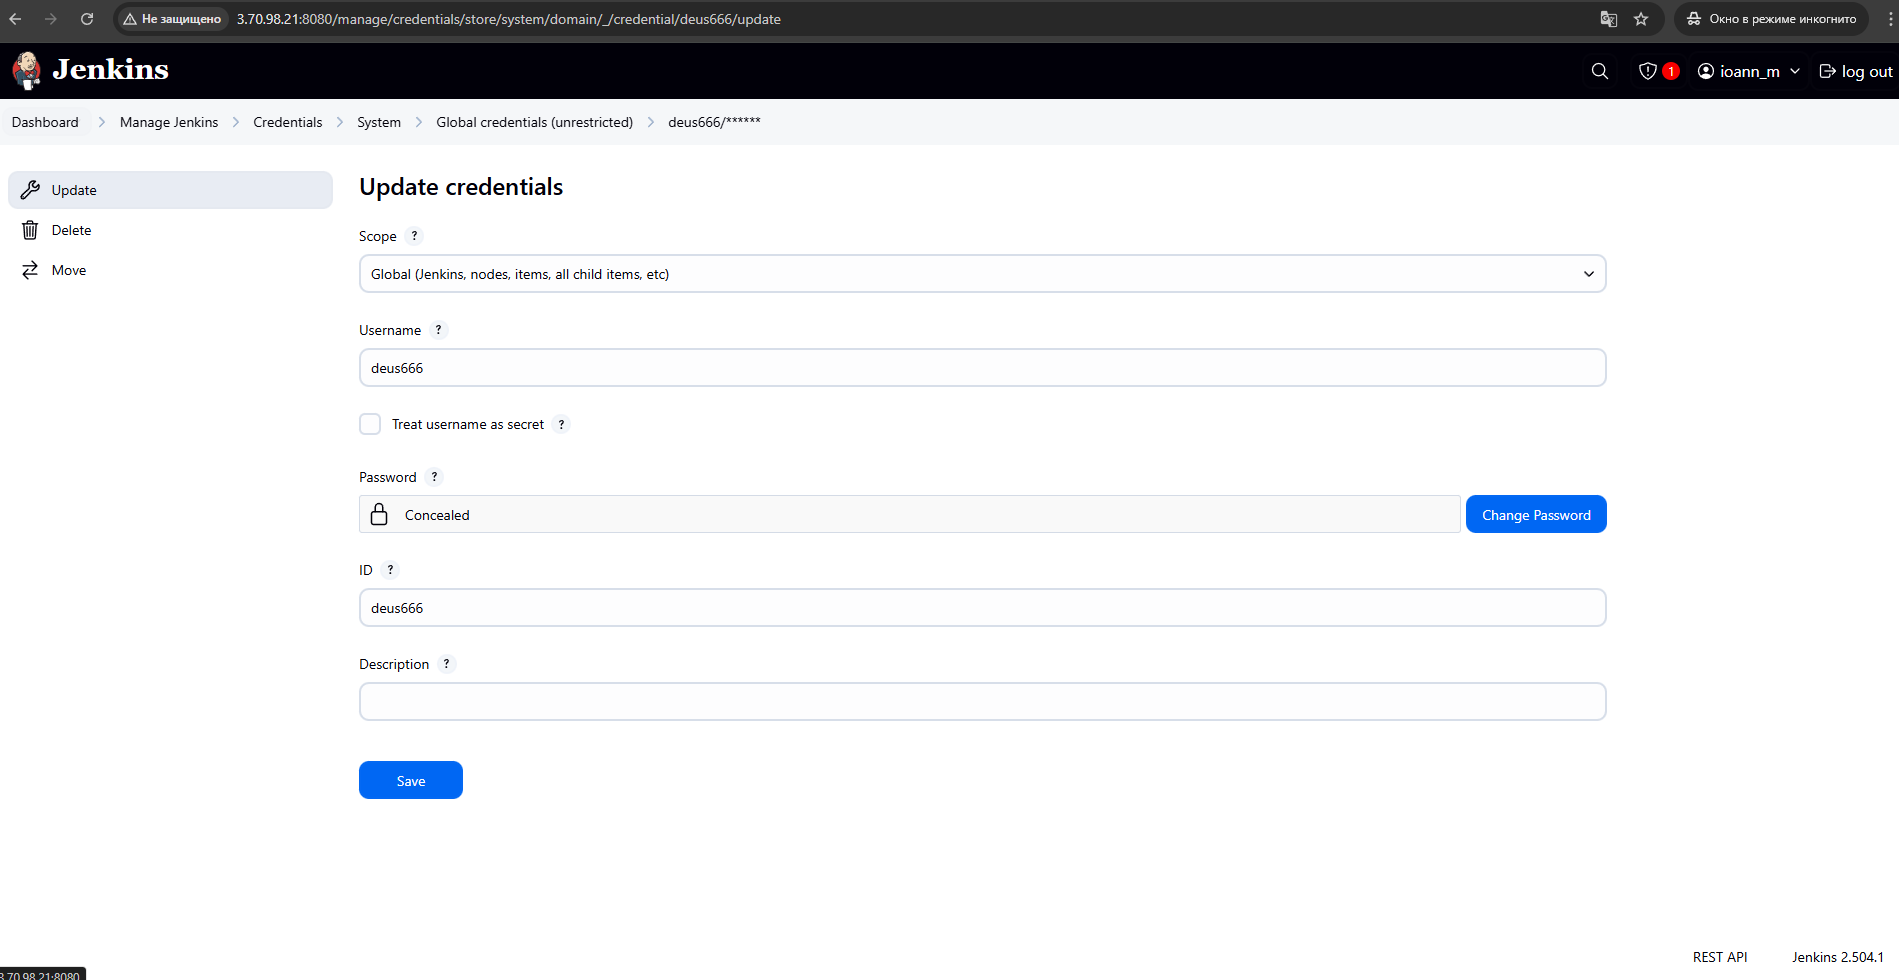 Не защищено
3.70.98.21:8080/manage/credentials/store/system/domain/_/credential/deus666/update
Окно в режиме инкогнито
Jenkins
1
ioann_m
log out
Dashboard
Manage Jenkins
Credentials
System
Global credentials (unrestricted)
deus666/******
Update
Delete
Move
Update credentials
Scope ?
Global (Jenkins, nodes, items, all child items, etc)
Username ?
deus666
Treat username as secret ?
Password ?
Concealed
Change Password
ID ?
deus666
Description ?
Save
REST API
Jenkins 2.504.1
3.70.98.21:8080